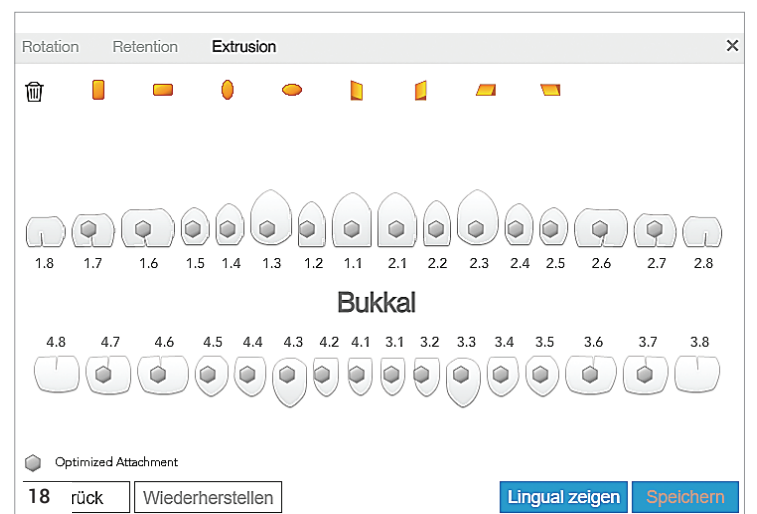 Rotation Retention Extrusion ×
1.8 1.7 1.6 1.5 1.4 1.3 1.2 1.1 2.1 2.2 2.3 2.4 2.5 2.6 2.7 2.8
Bukkal
4.8 4.7 4.6 4.5 4.4 4.3 4.2 4.1 3.1 3.2 3.3 3.4 3.5 3.6 3.7 3.8
Optimized Attachment
18 rück Wiederherstellen Lingual zeigen Speichern